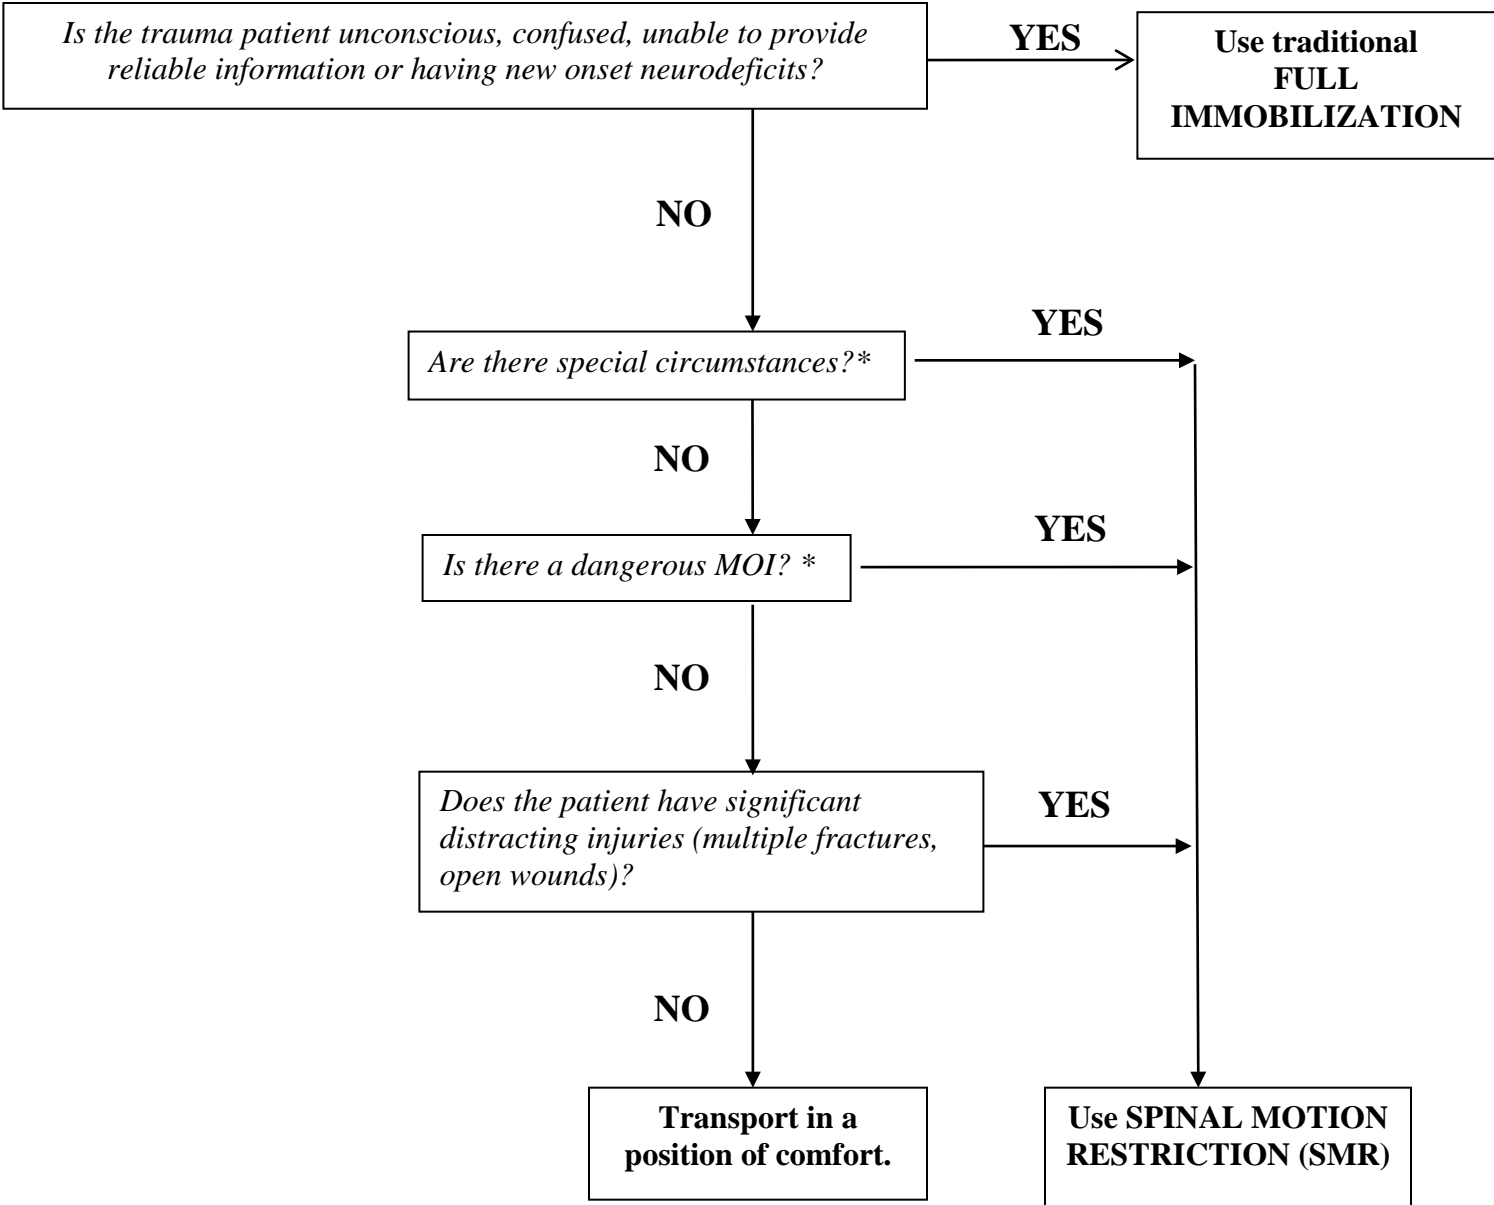 Is the trauma patient unconscious, confused, unable to provide
reliable information or having new onset neurodeficits?
YES
Use traditional
FULL
IMMOBILIZATION
NO
YES
Are there special circumstances?*
NO
YES
Is there a dangerous MOI? *
NO
Does the patient have significant
distracting injuries (multiple fractures,
open wounds)?
YES
NO
Transport in a
position of comfort.
Use SPINAL MOTION
RESTRICTION (SMR)